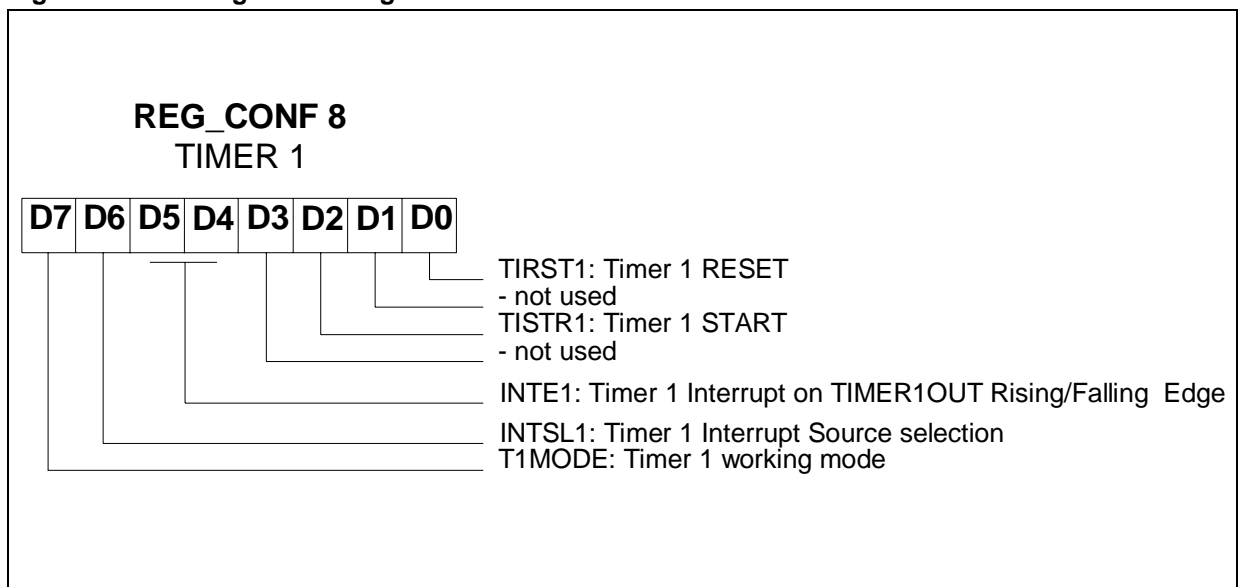 REG_CONF 8
TIMER 1
D7 D6 D5 D4 D3 D2 D1 D0
TIRST1: Timer 1 RESET
- not used
TISTR1: Timer 1 START
- not used
INTE1: Timer 1 Interrupt on TIMER1OUT Rising/Falling Edge
INTSL1: Timer 1 Interrupt Source selection
T1MODE: Timer 1 working mode